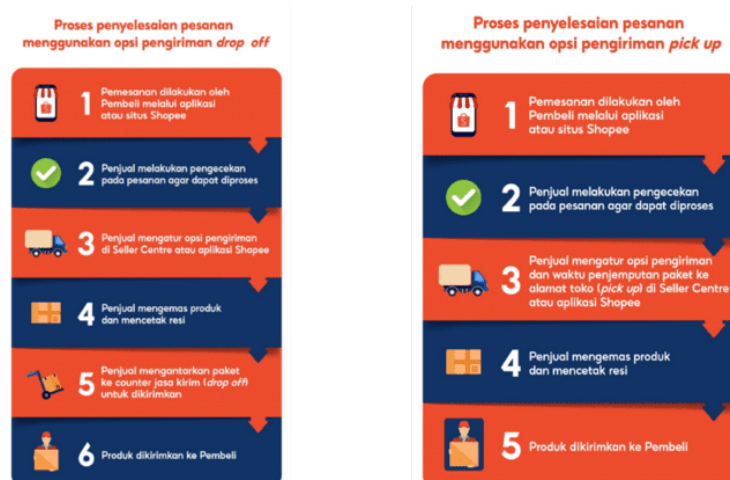 Proses penyelesaian pesanan
menggunakan opsi pengiriman drop off
1
Pemesanan dilakukan oleh
Pembeli melalui aplikasi
atau situs Shopee
2
Penjual melakukan pengecekan
pada pesanan agar dapat diproses
3
Penjual mengatur opsi pengiriman
di Seller Centre atau aplikasi Shopee
4
Penjual mengemas produk
dan mencetak resi
5
Penjual mengantarkan paket
ke counter jasa kirim (drop off)
untuk dikirimkan
6
Produk dikirimkan ke Pembeli
Proses penyelesaian pesanan
menggunakan opsi pengiriman pick up
1
Pemesanan dilakukan oleh
Pembeli melalui aplikasi
atau situs Shopee
2
Penjual melakukan pengecekan
pada pesanan agar dapat diproses
3
Penjual mengatur opsi pengiriman
dan waktu penjemputan paket ke
alamat toko (pick up) di Seller Centre
atau aplikasi Shopee
4
Penjual mengemas produk
dan mencetak resi
5
Produk dikirimkan ke Pembeli